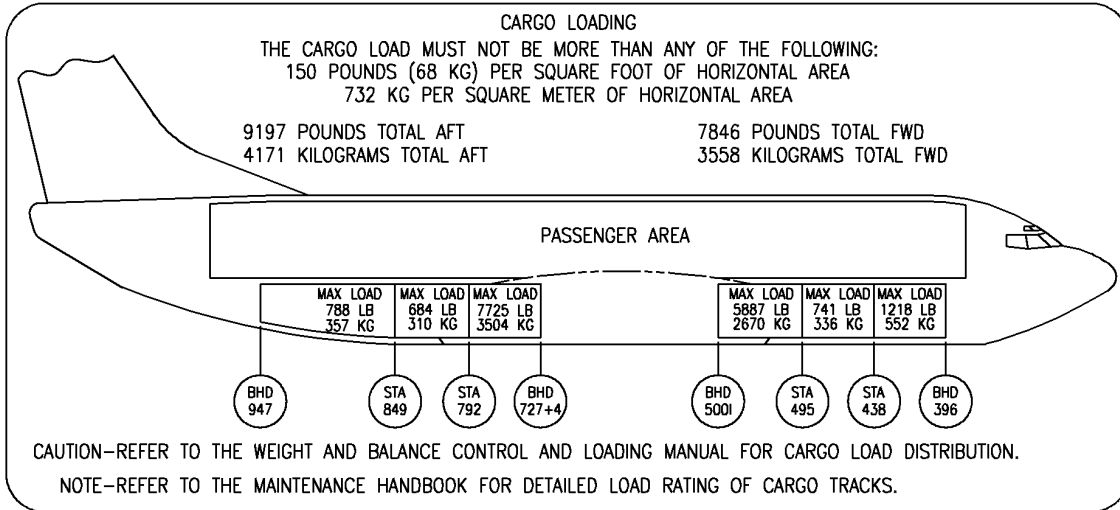 CARGO LOADING
THE CARGO LOAD MUST NOT BE MORE THAN ANY OF THE FOLLOWING:
150 POUNDS (68 KG) PER SQUARE FOOT OF HORIZONTAL AREA
732 KG PER SQUARE METER OF HORIZONTAL AREA
9197 POUNDS TOTAL AFT
4171 KILOGRAMS TOTAL AFT
7846 POUNDS TOTAL FWD
3558 KILOGRAMS TOTAL FWD
PASSENGER AREA
MAX LOAD
788 LB
357 KG
MAX LOAD
684 LB
310 KG
MAX LOAD
7725 LB
3504 KG
MAX LOAD
5887 LB
2670 KG
MAX LOAD
741 LB
336 KG
MAX LOAD
1218 LB
552 KG
BHD
947
STA
849
STA
792
BHD
727+4
BHD
500I
STA
495
STA
438
BHD
396
CAUTION-REFER TO THE WEIGHT AND BALANCE CONTROL AND LOADING MANUAL FOR CARGO LOAD DISTRIBUTION.
NOTE-REFER TO THE MAINTENANCE HANDBOOK FOR DETAILED LOAD RATING OF CARGO TRACKS.